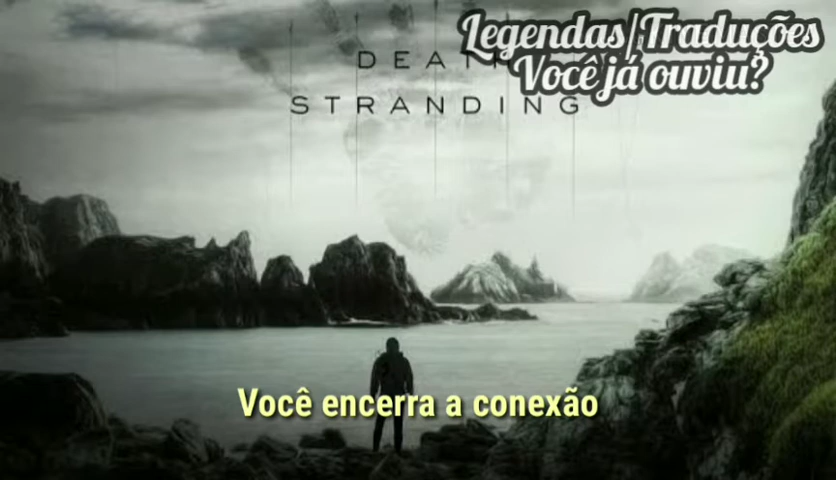 Legendas/Traduções
Você já ouviu?
DEATH
STRANDING
Você encerra a conexão